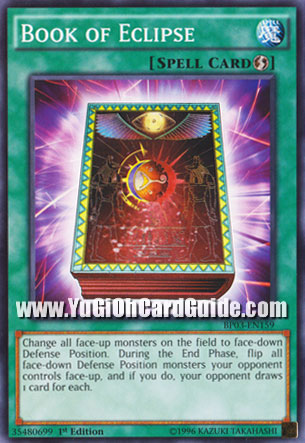 Book of Eclipse
[Spell Card]
www.YuGiOhCardGuide.com
BP03-EN159
Change all face-up monsters on the field to face-down
Defense Position. During the End Phase, flip all
face-down Defense Position monsters your opponent
controls face-up, and if you do, your opponent draws
1 card for each.
35480699 1st Edition ©1996 KAZUKI TAKAHASHI